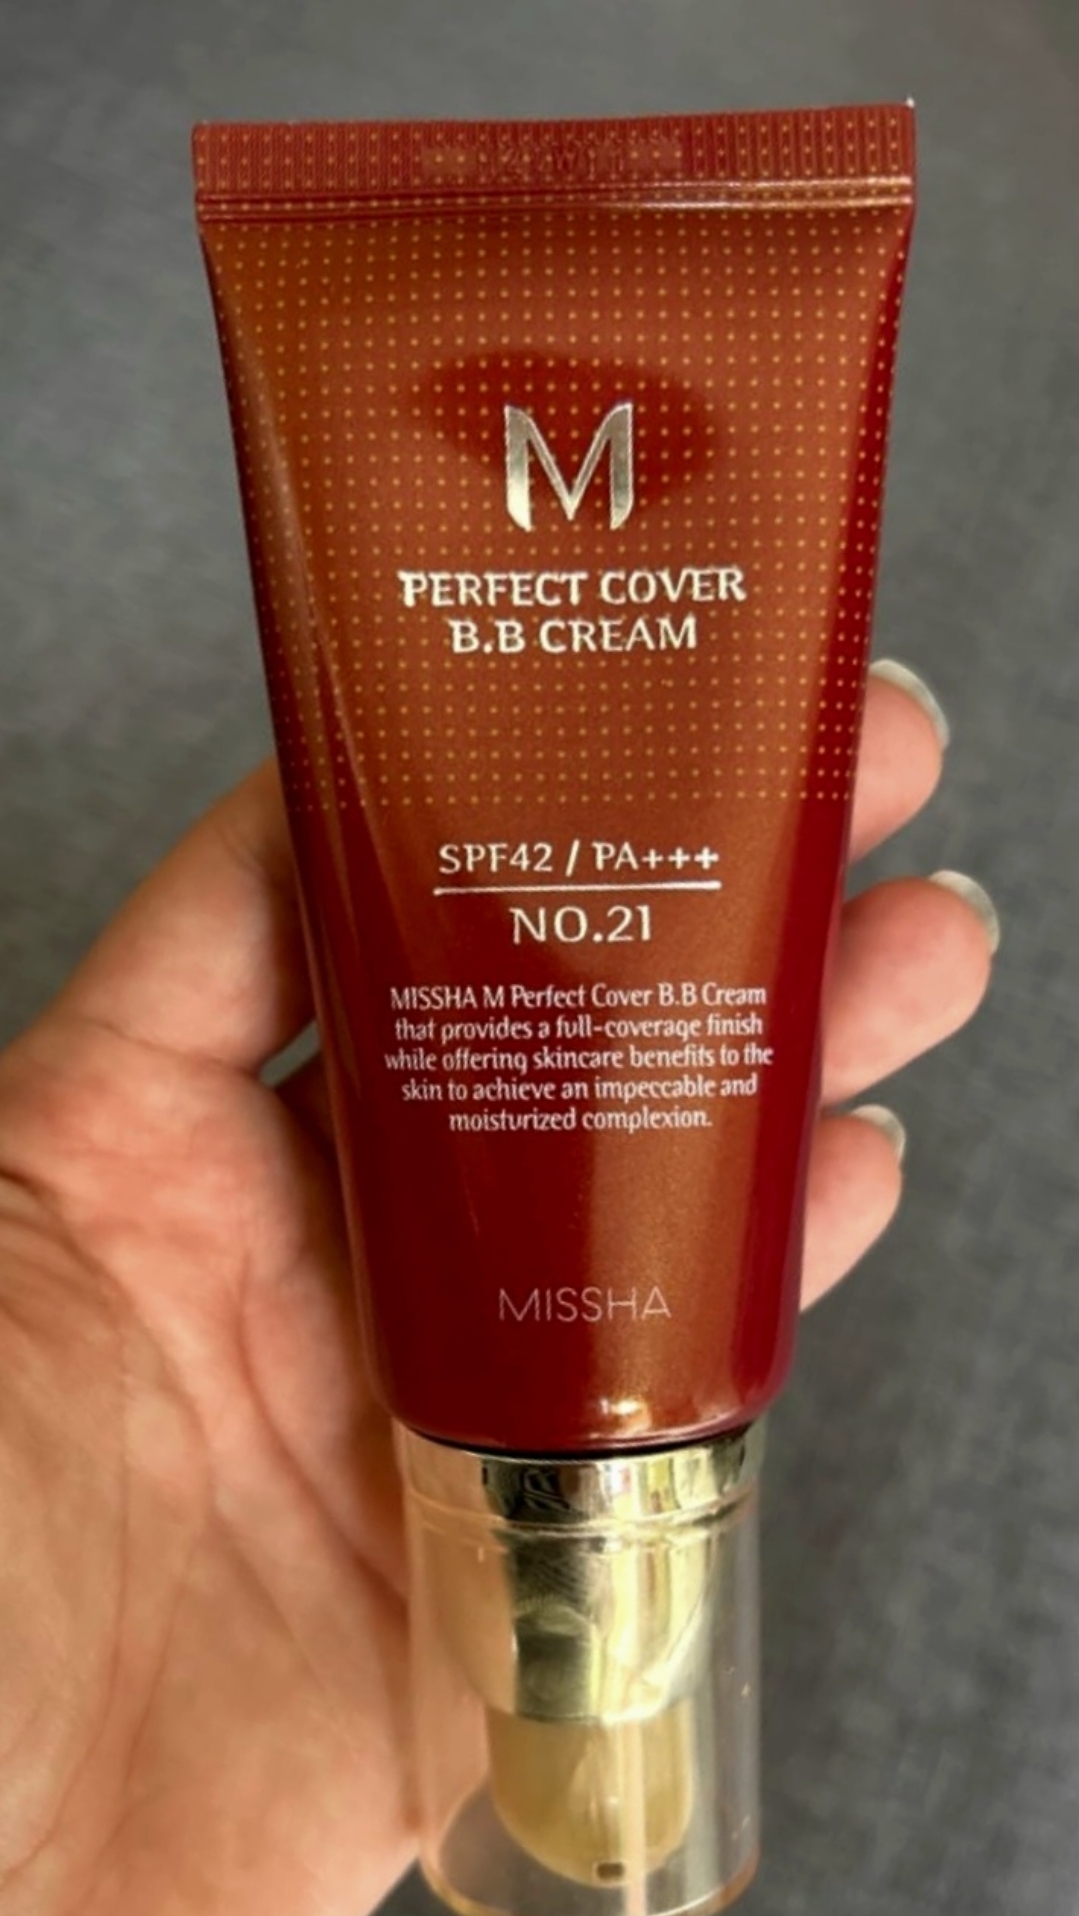 M
PERFECT COVER
B.B CREAM
SPF42 / PA+++
NO.21
MISSHA M Perfect Cover B.B Cream
that provides a full-coverage finish
while offering skincare benefits to the
skin to achieve an impeccable and
moisturized complexion.
MISSHA